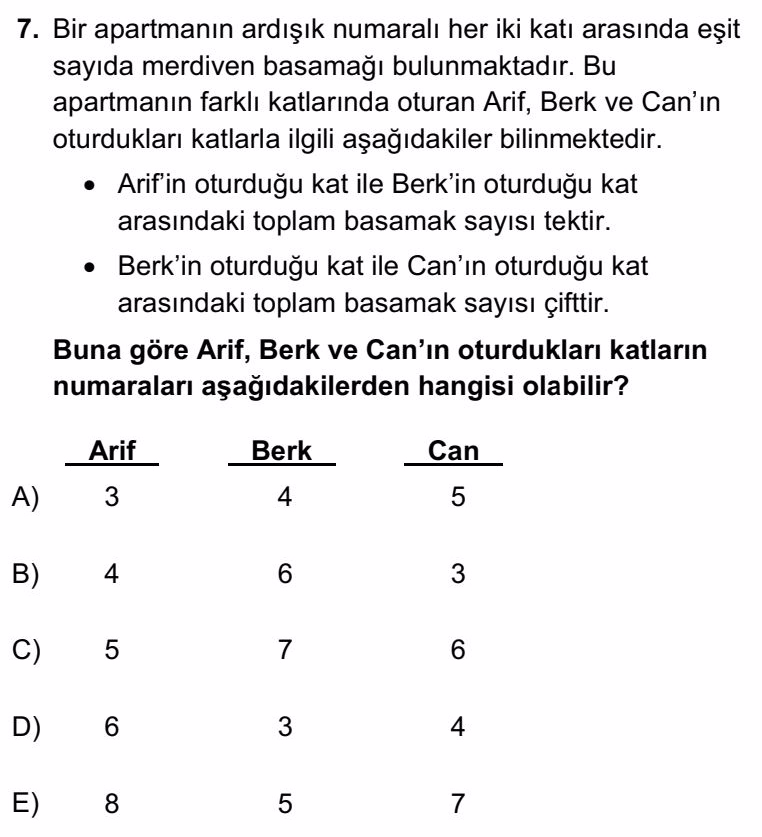 7. Bir apartmanın ardışık numaralı her iki katı arasında eşit
sayıda merdiven basamağı bulunmaktadır. Bu
apartmanın farklı katlarında oturan Arif, Berk ve Can’ın
oturdukları katlarla ilgili aşağıdakiler bilinmektedir.
• Arif’in oturduğu kat ile Berk’in oturduğu kat
arasındaki toplam basamak sayısı tektir.
• Berk’in oturduğu kat ile Can’ın oturduğu kat
arasındaki toplam basamak sayısı çifttir.
Buna göre Arif, Berk ve Can’ın oturdukları katların
numaraları aşağıdakilerden hangisi olabilir?
Arif Berk Can
A) 3 4 5
B) 4 6 3
C) 5 7 6
D) 6 3 4
E) 8 5 7